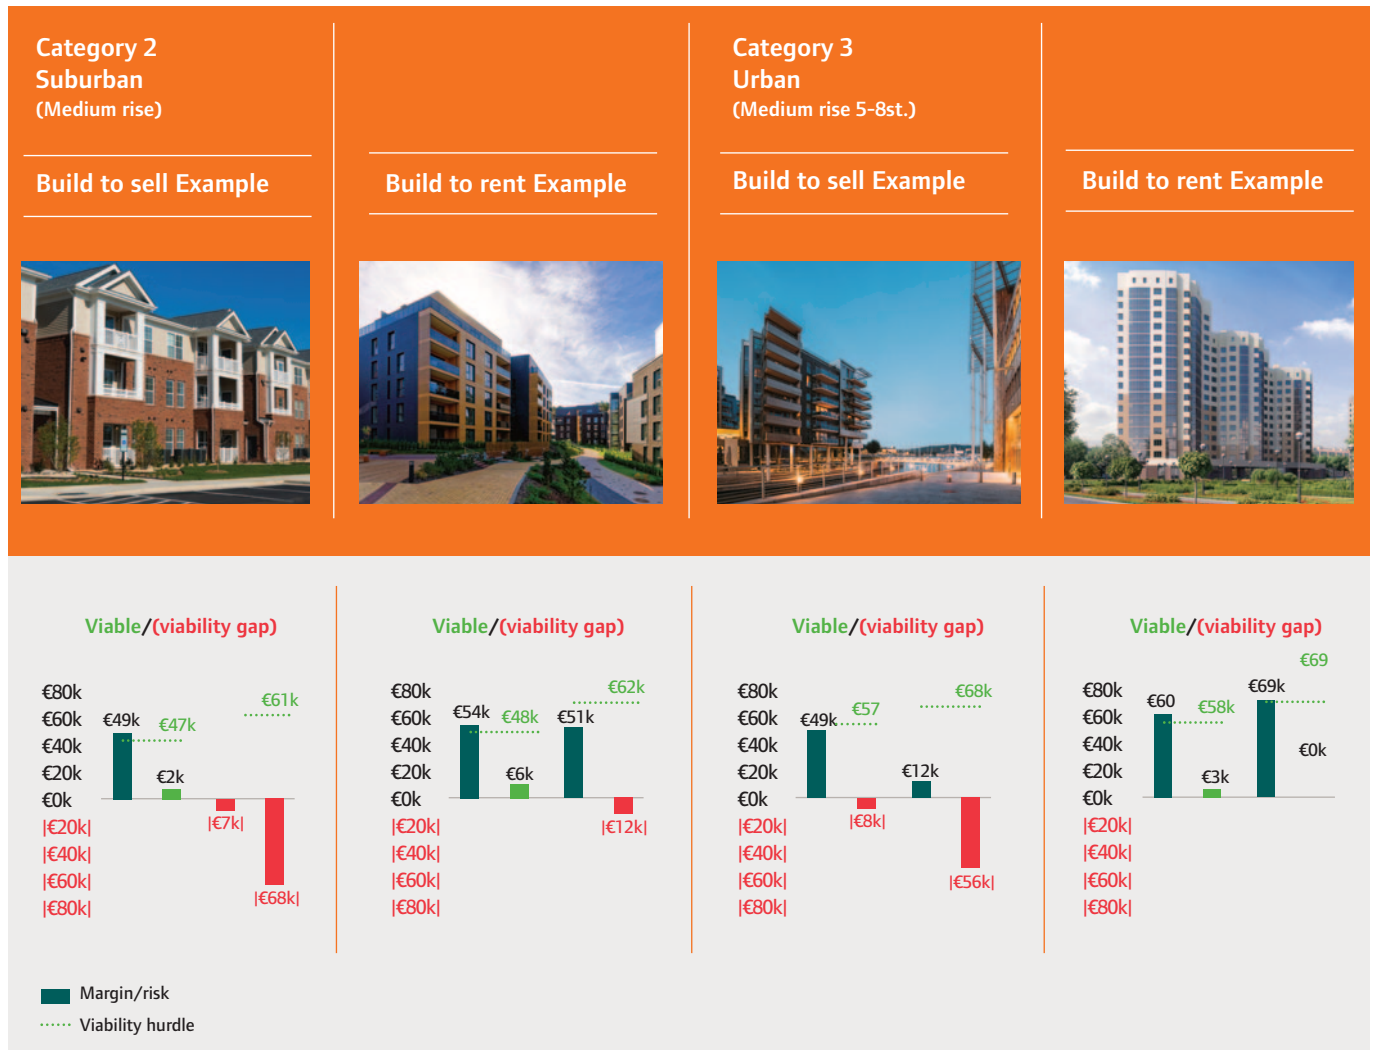 Category 2
Suburban
(Medium rise)
Build to sell Example
Build to rent Example
Category 3
Urban
(Medium rise 5-8st.)
Build to sell Example
Build to rent Example
Viable/(viability gap)
€80k
€60k
€40k
€20k
€0k
|€20k|
|€40k|
|€60k|
|€80k|
€49k
€47k
€2k
|€7k|
€61k
|€68k|
Viable/(viability gap)
€80k
€60k
€40k
€20k
€0k
|€20k|
|€40k|
|€60k|
|€80k|
€54k
€48k
€6k
€51k
€62k
|€12k|
Viable/(viability gap)
€80k
€60k
€40k
€20k
€0k
|€20k|
|€40k|
|€60k|
|€80k|
€49k
€57
|€8k|
€12k
€68k
|€56k|
Viable/(viability gap)
€80k
€60k
€40k
€20k
€0k
|€20k|
|€40k|
|€60k|
|€80k|
€60
€58k
€3k
€69k
€69
€0k
Margin/risk
Viability hurdle